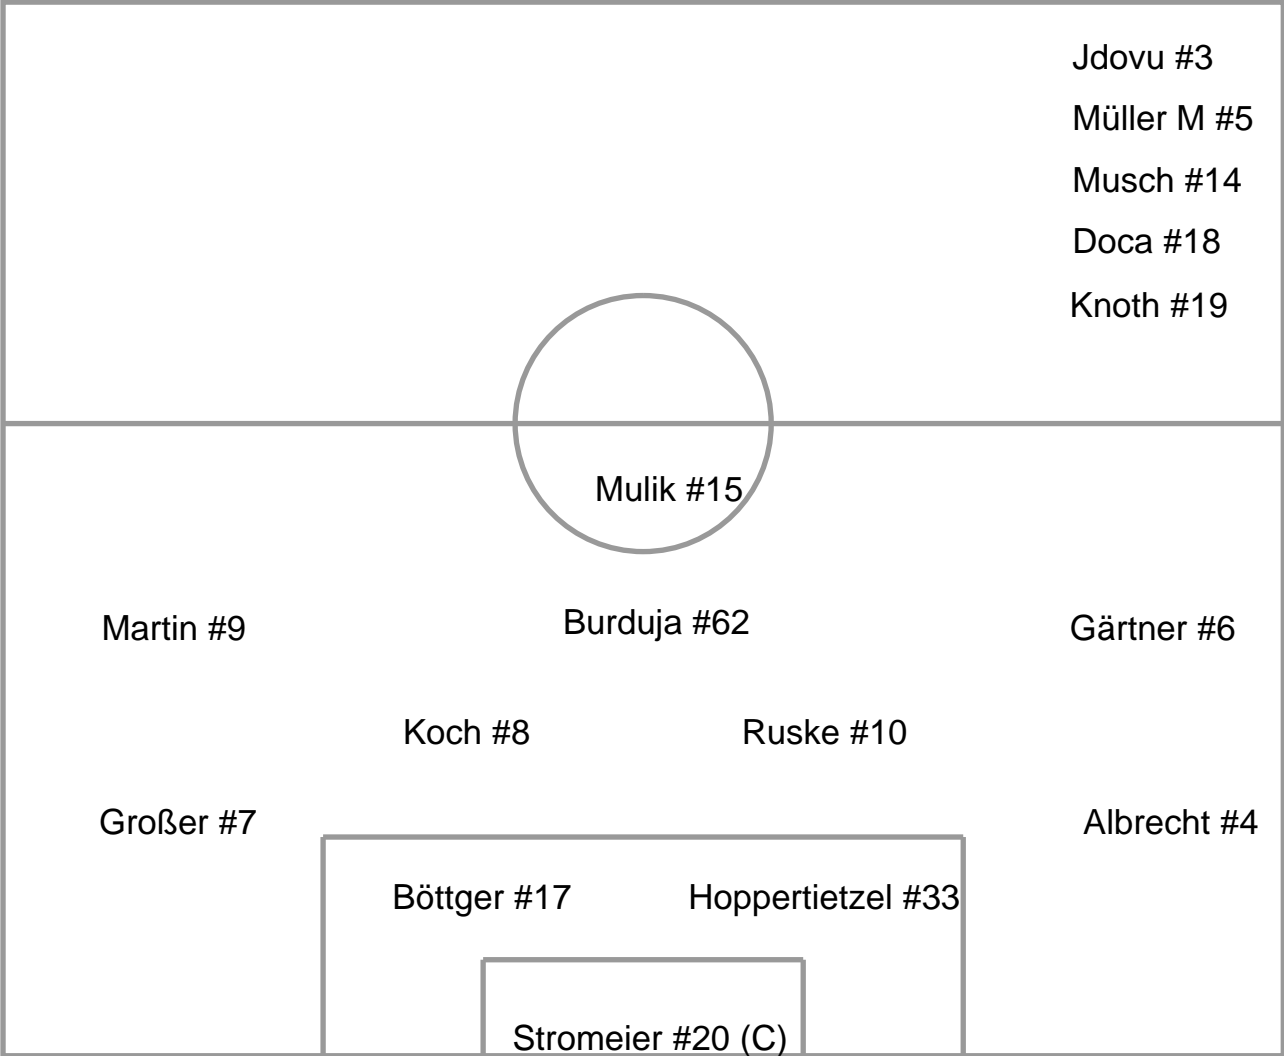 Jdovu #3
Müller M #5
Musch #14
Doca #18
Knoth #19
Mulik #15
Martin #9
Burduja #62
Gärtner #6
Koch #8
Ruske #10
Großer #7
Albrecht #4
Böttger #17
Hoppertietzel #33
Stromeier #20 (C)